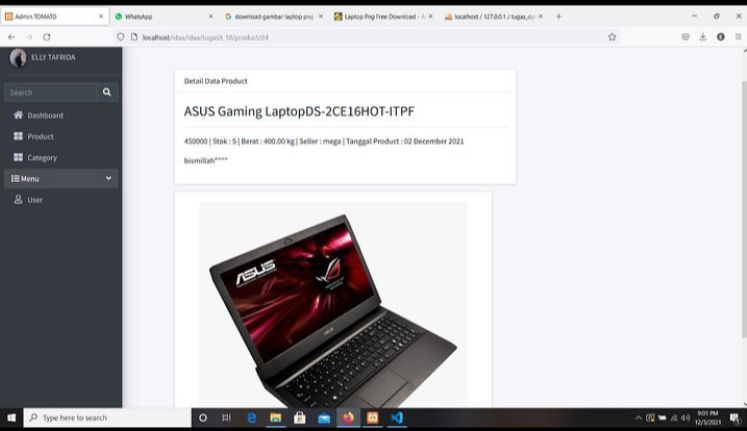 Admin TOMATO
WhatsApp
download gambar laptop png
Laptop Png Free Download - A
localhost / 127.0.0.1 / tugas_
localhost/idaa/idaa/tugas9_10/product/24
ELLY TAFRIDA
Search
Dashboard
Product
Category
Menu
User
Detail Data Product
ASUS Gaming LaptopDS-2CE16HOT-ITPF
450000 | Stok : 5 | Berat : 400.00 kg | Seller : mega | Tanggal Product : 02 December 2021
bismillah****
ASUS
ASUS
Type here to search
9:01 PM
12/3/2021